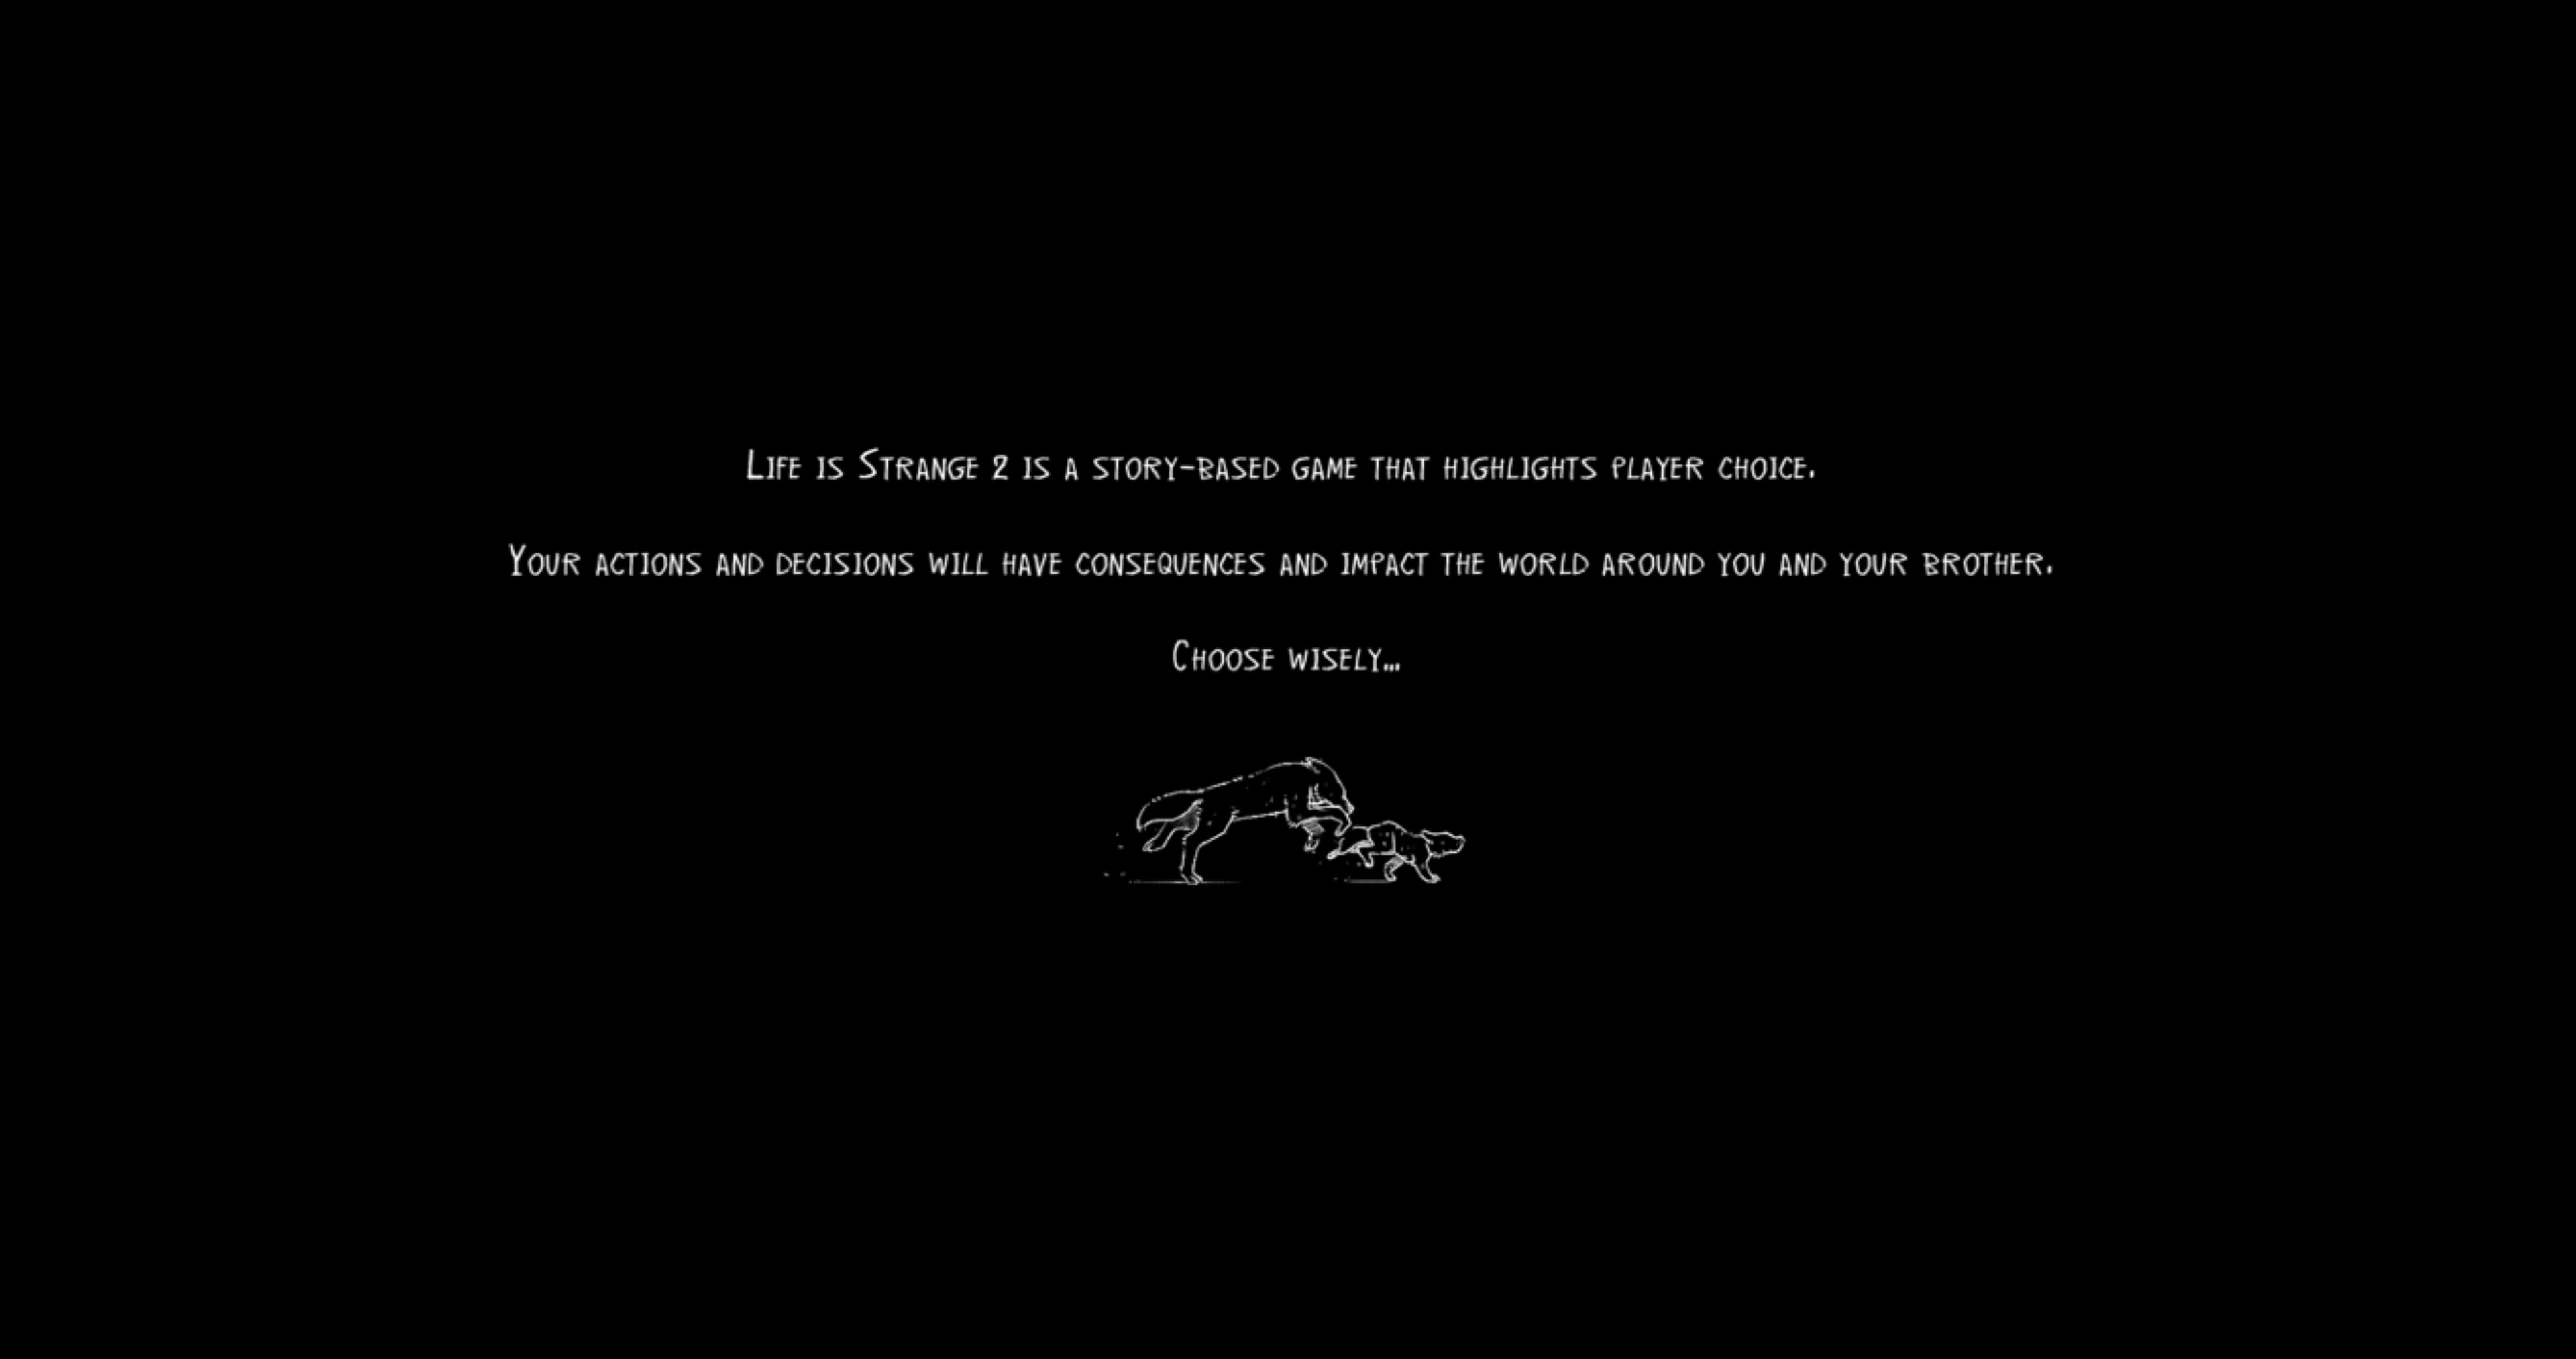 Life is Strange 2 is a story-based game that highlights player choice.
Your actions and decisions will have consequences and impact the world around you and your brother.
Choose wisely...